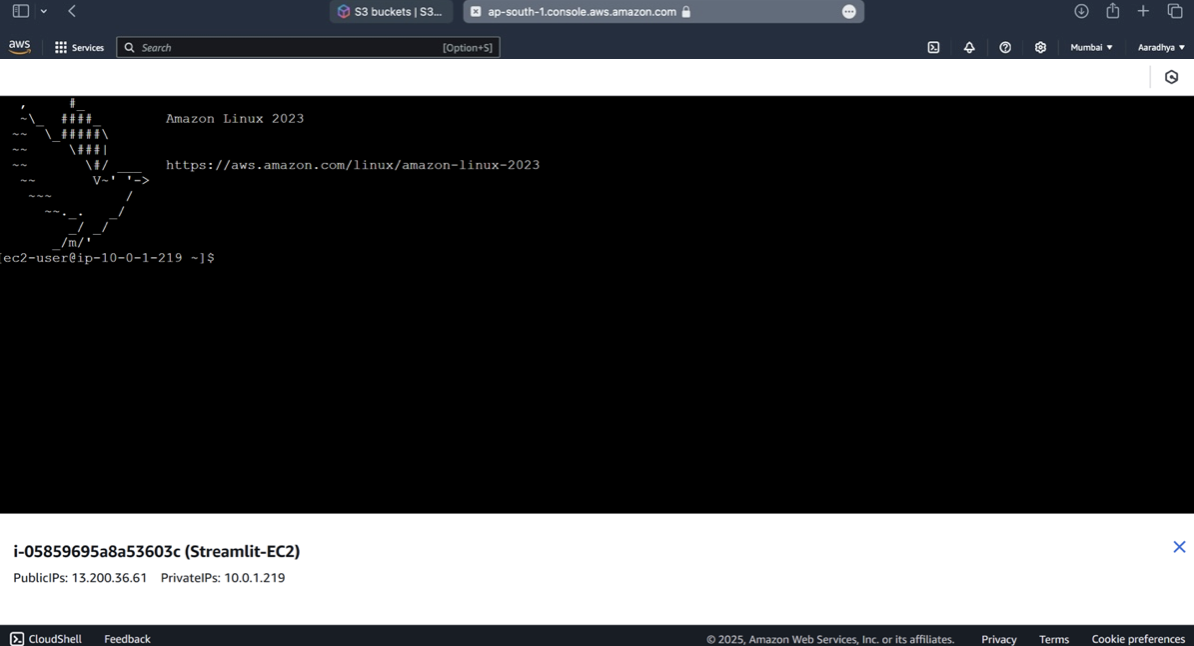 S3 buckets | S3...
ap-south-1.console.aws.amazon.com
aws Services Search [Option+S] Mumbai Aaradhya
,     #_
~\_  ####_        Amazon Linux 2023
~~  \_#####\
~~     \###|
~~       \#/ ___   https://aws.amazon.com/linux/amazon-linux-2023
~~       V~' '->
~~~         /
~~._.   _/
_/ _/
_/m/'
[ec2-user@ip-10-0-1-219 ~]$
i-05859695a8a53603c (Streamlit-EC2)
PublicIPs: 13.200.36.61 PrivateIPs: 10.0.1.219
CloudShell Feedback © 2025, Amazon Web Services, Inc. or its affiliates. Privacy Terms Cookie preferences